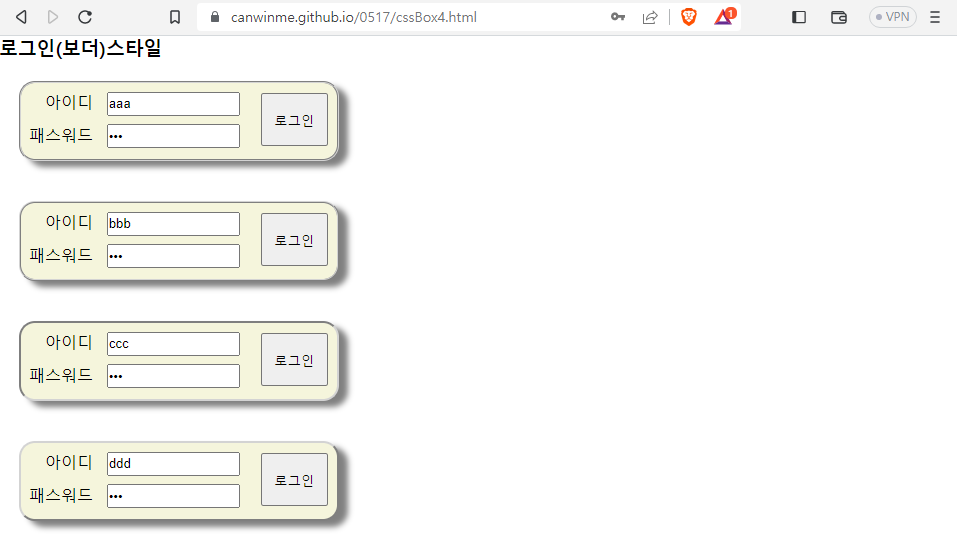 canwinme.github.io/0517/cssBox4.html
1
VPN
로그인(보더)스타일
아이디 aaa
로그인
패스워드 •••
아이디 bbb
로그인
패스워드 •••
아이디 ccc
로그인
패스워드 •••
아이디 ddd
로그인
패스워드 •••